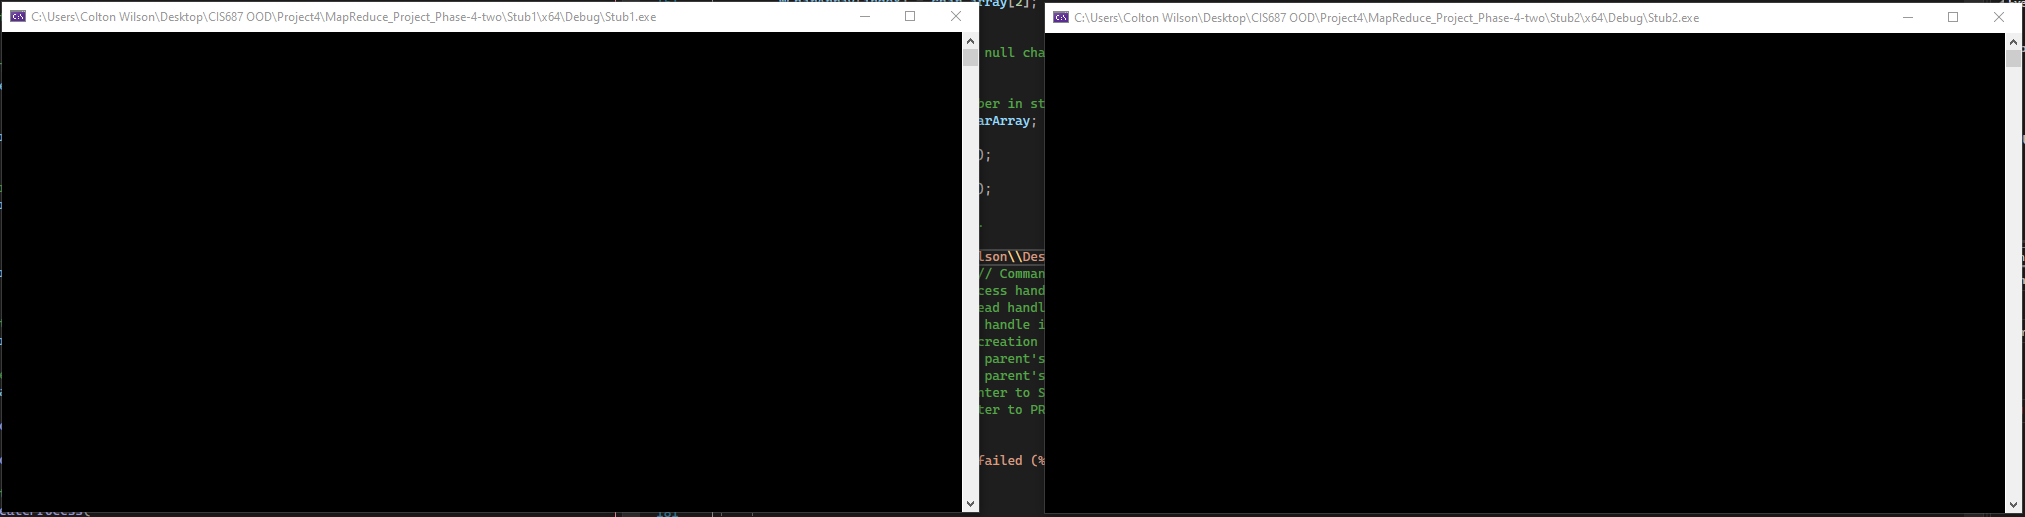 C:\Users\Colton Wilson\Desktop\CIS687 OOD\Project4\MapReduce_Project_Phase-4-two\Stub1\x64\Debug\Stub1.exe
C:\Users\Colton Wilson\Desktop\CIS687 OOD\Project4\MapReduce_Project_Phase-4-two\Stub2\x64\Debug\Stub2.exe
rray[2];
null cha
ber in st
arArray;
);
);
lson\\Des
// Comman
cess hand
ead handl
handle i
creation
parent's
parent's
nter to S
ter to PR
failed (%
181